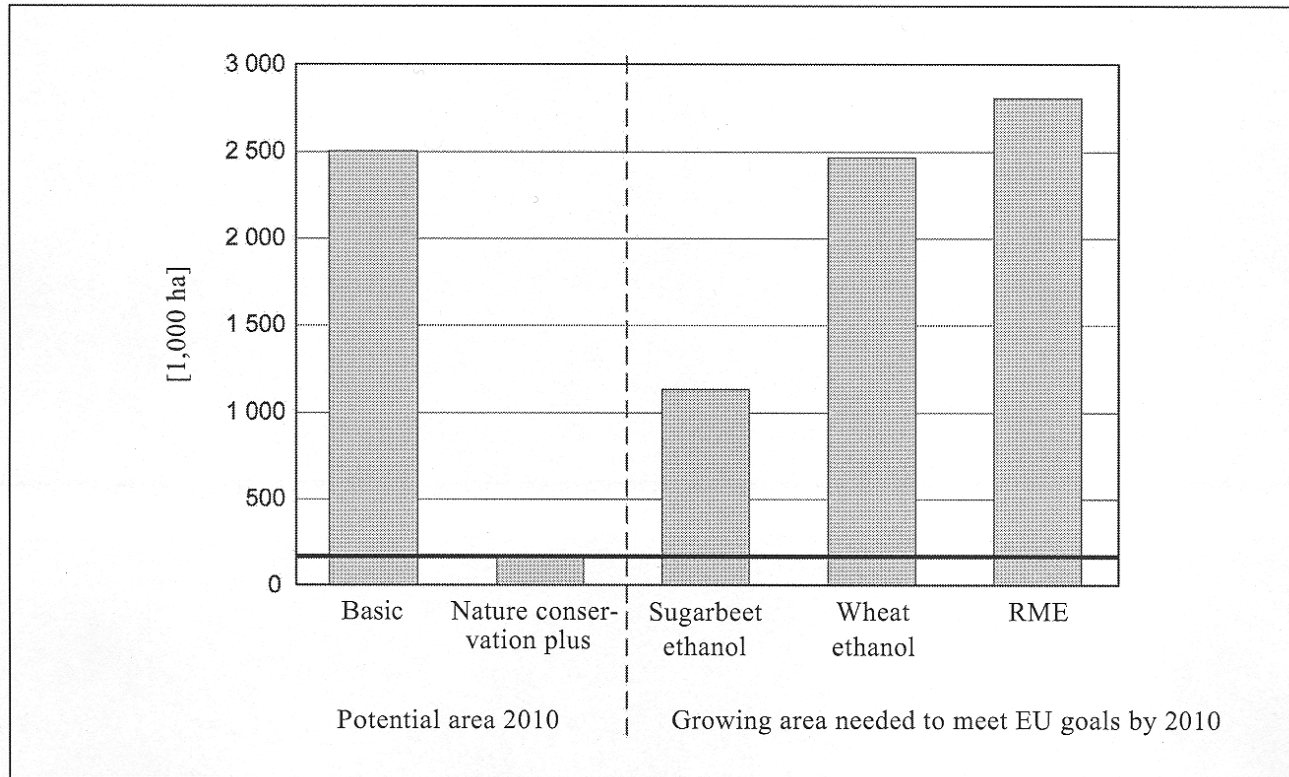 3 000
2 500
2 000
1 500
1 000
500
0
[1,000 ha]
Basic
Nature conser-
vation plus
Sugarbeet
ethanol
Wheat
ethanol
RME
Potential area 2010
Growing area needed to meet EU goals by 2010